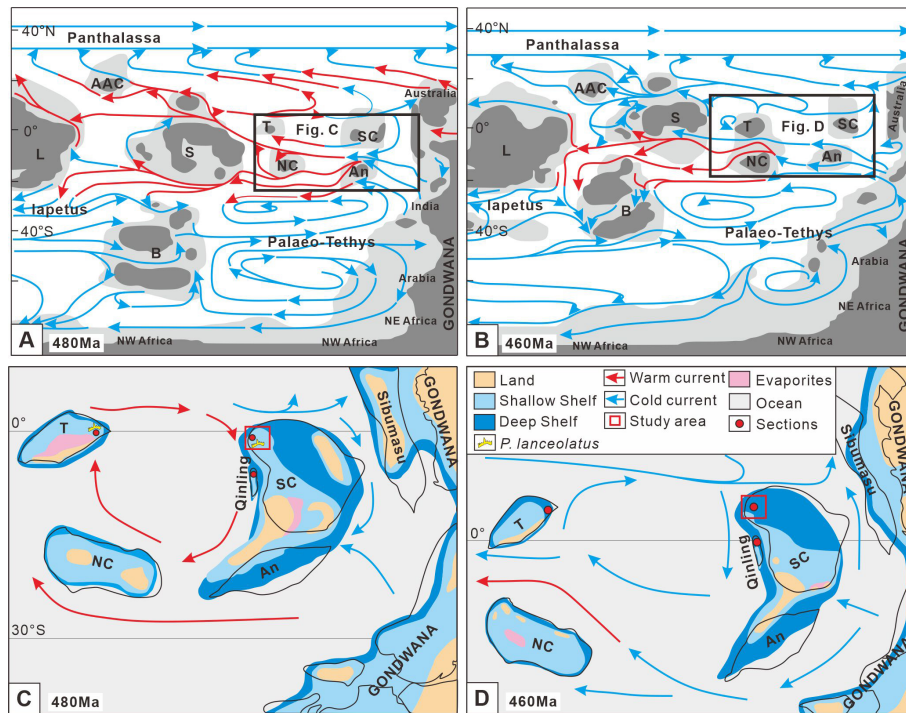 40°N
Panthalassa
AAC
Australia
T
Fig. C
SC
0°
L
S
NC
An
Iapetus
India
40°S
B
Palaeo-Tethys
Arabia
GONDWANA
NE Africa
A
480Ma
NW Africa
NW Africa
40°N
Panthalassa
AAC
Australia
S
T
Fig. D
SC
0°
L
NC
An
Iapetus
B
India
40°S
Palaeo-Tethys
Arabia
GONDWANA
NE Africa
B
460Ma
NW Africa
NW Africa
0°
T
Qinling
SC
Sibumasu
GONDWANA
NC
An
30°S
GONDWANA
C
480Ma
Land
Warm current
Evaporites
Shallow Shelf
Cold current
Ocean
Deep Shelf
Study area
Sections
P. lanceolatus
Sibumasu
GONDWANA
T
0°
Qinling
SC
NC
An
GONDWANA
D
460Ma